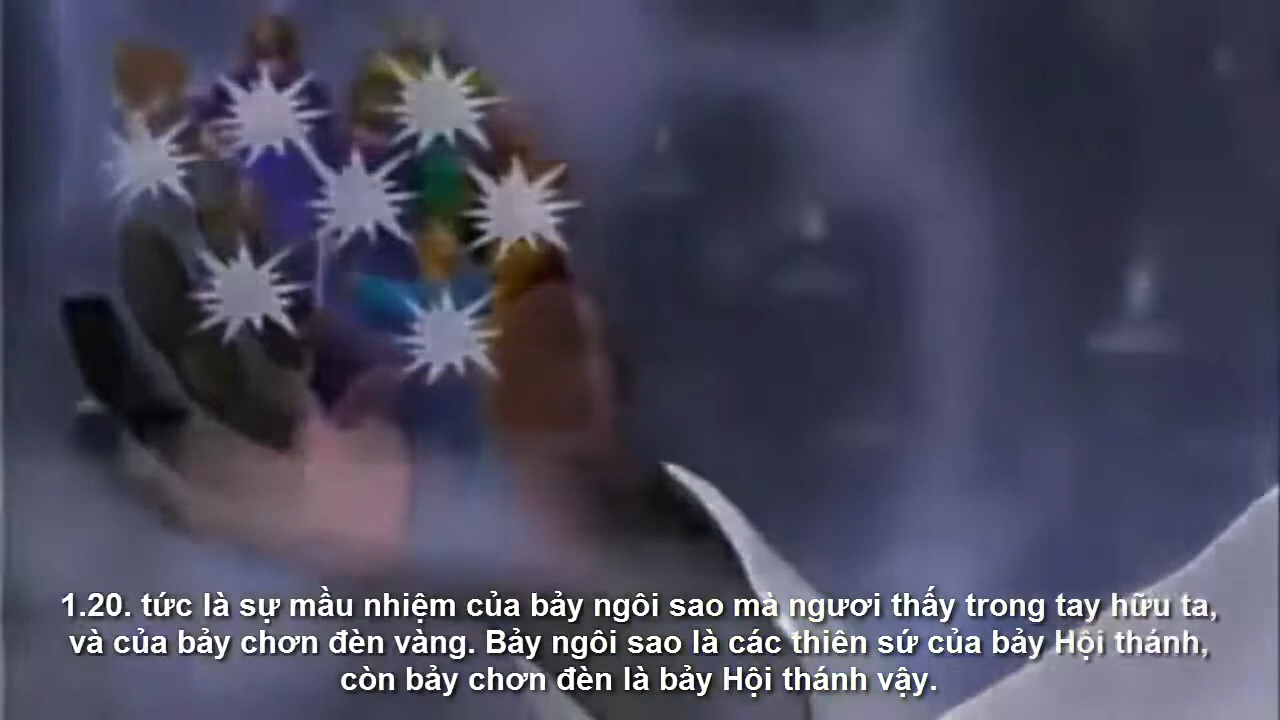 1.20. tức là sự mầu nhiệm của bảy ngôi sao mà ngươi thấy trong tay hữu ta,
và của bảy chơn đèn vàng. Bảy ngôi sao là các thiên sứ của bảy Hội thánh,
còn bảy chơn đèn là bảy Hội thánh vậy.